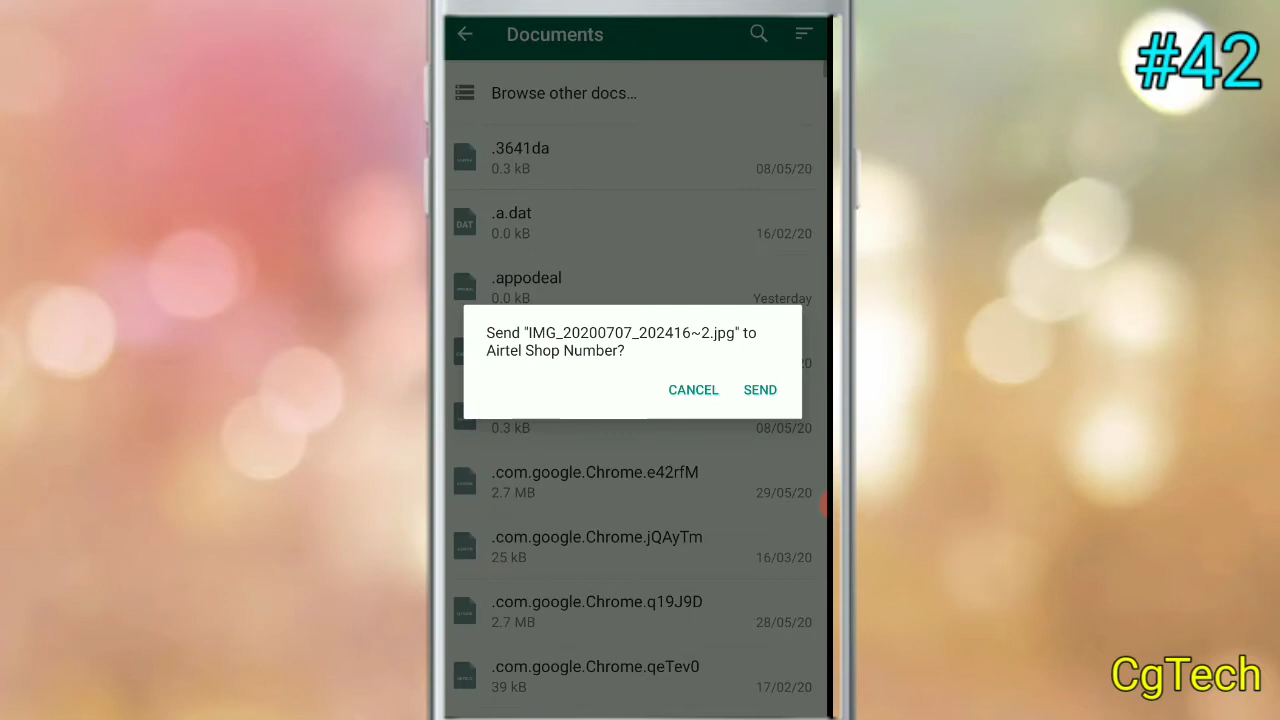 Documents
#42
Browse other docs...
.3641da
0.3 kB
08/05/20
.a.dat
DAT
0.0 kB
16/02/20
.appodeal
0.0 kB
Yesterday
Send "IMG_20200707_202416~2.jpg" to
Airtel Shop Number?
20
CANCEL
SEND
0.3 kB
08/05/20
.com.google.Chrome.e42rfM
2.7 MB
29/05/20
.com.google.Chrome.jQAyTm
25 kB
16/03/20
.com.google.Chrome.q19J9D
2.7 MB
28/05/20
.com.google.Chrome.qeTev0
39 kB
17/02/20
CgTech